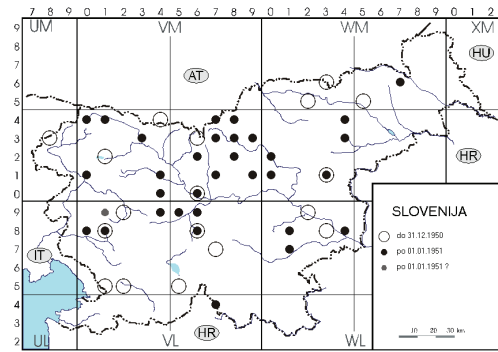 UM VM WM XM
7 8 9 0 1 2 3 4 5 6 7 8 9 0 1 2 3 4 5 6 7 8 9 0 1 2
9
8
7
6
5
4
3
2
1
0
9
8
7
6
5
4
3
2
AT
HU
HR
IT
HR
UL VL WL
SLOVENIJA
do 31.12.1950
po 01.01.1951
po 01.01.1951 ?
10 20 30 km